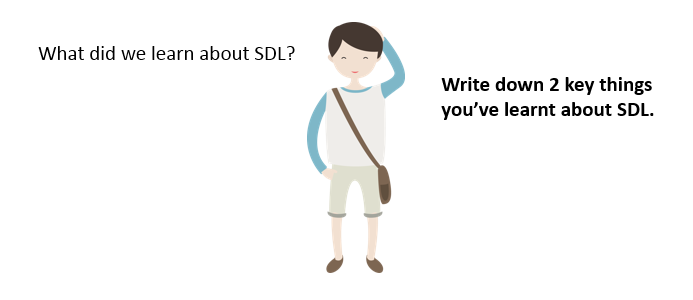 What did we learn about SDL?
Write down 2 key things
you’ve learnt about SDL.